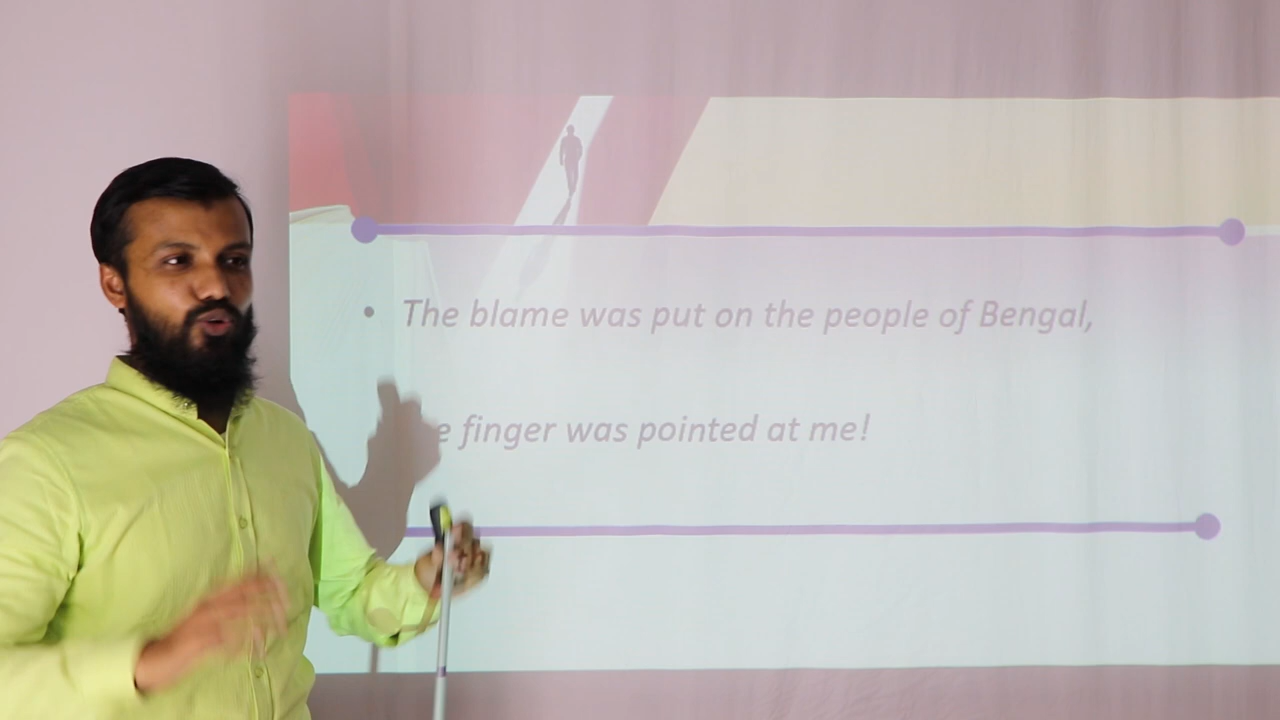 • The blame was put on the people of Bengal,
finger was pointed at me!